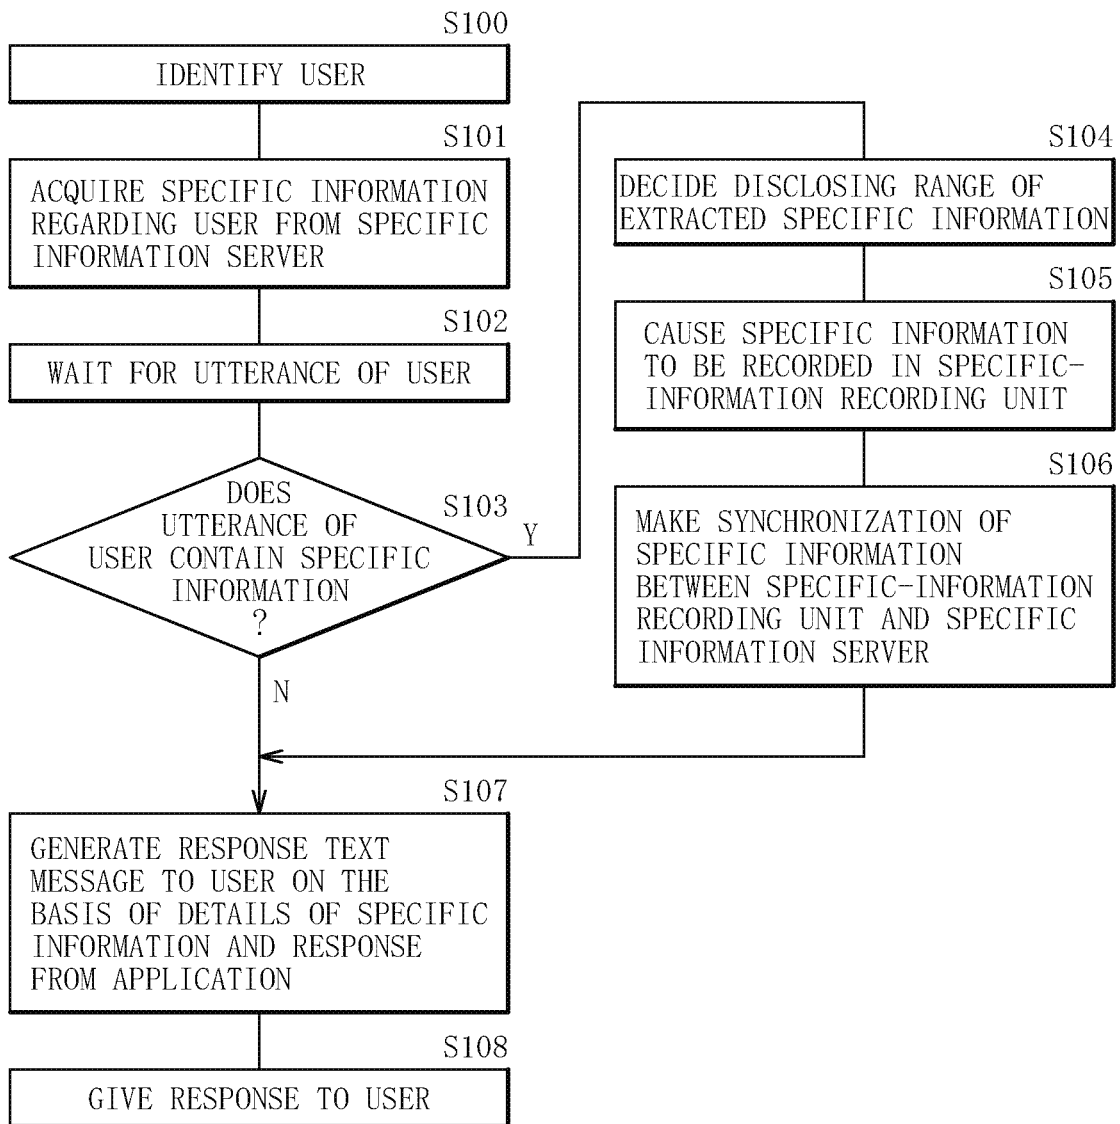 S100
IDENTIFY USER
S101
ACQUIRE SPECIFIC INFORMATION
REGARDING USER FROM SPECIFIC
INFORMATION SERVER
S102
WAIT FOR UTTERANCE OF USER
S103
DOES
UTTERANCE OF
USER CONTAIN SPECIFIC
INFORMATION
?
Y
N
S104
DECIDE DISCLOSING RANGE OF
EXTRACTED SPECIFIC INFORMATION
S105
CAUSE SPECIFIC INFORMATION
TO BE RECORDED IN SPECIFIC-
INFORMATION RECORDING UNIT
S106
MAKE SYNCHRONIZATION OF
SPECIFIC INFORMATION
BETWEEN SPECIFIC-INFORMATION
RECORDING UNIT AND SPECIFIC
INFORMATION SERVER
S107
GENERATE RESPONSE TEXT
MESSAGE TO USER ON THE
BASIS OF DETAILS OF SPECIFIC
INFORMATION AND RESPONSE
FROM APPLICATION
S108
GIVE RESPONSE TO USER